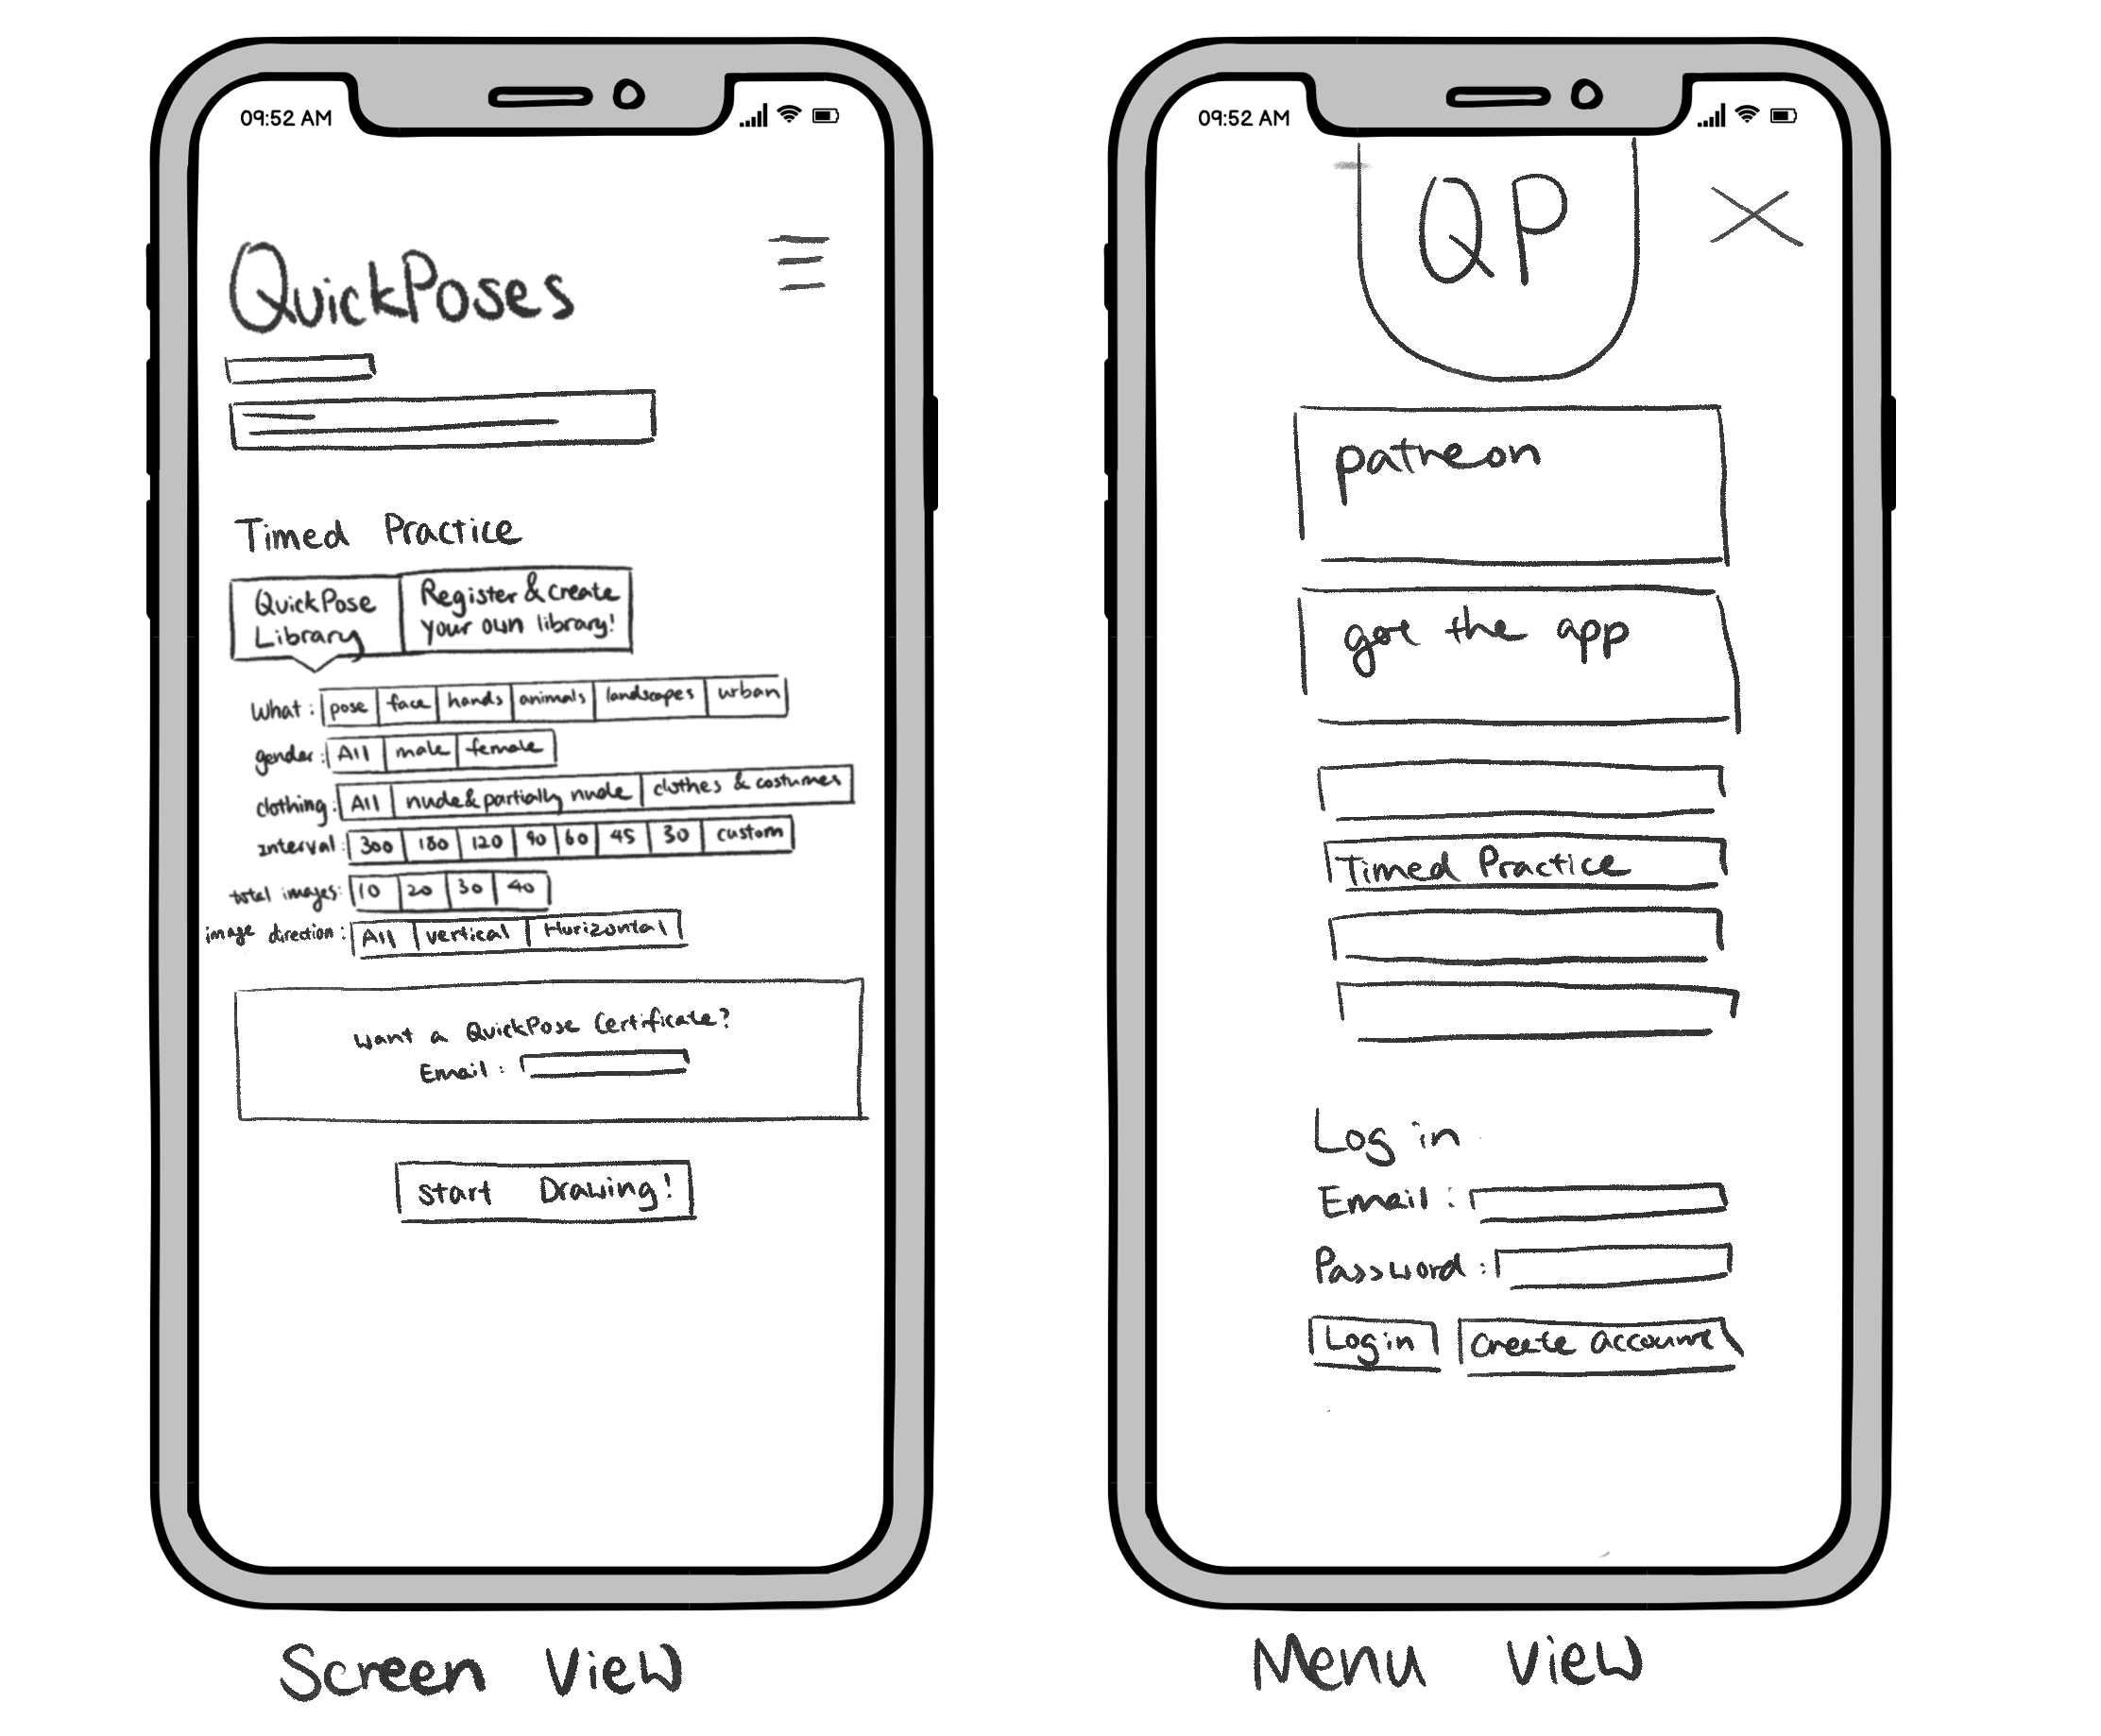 09:52 AM
QuickPoses
Timed Practice
QuickPose Library
Register & create your own library!
What: pose face hands animals landscapes urban
gender: All male female
clothing: All nude & partially nude clothes & costumes
Interval: 300 180 120 90 60 45 30 custom
total images: 10 20 30 40
image direction: All vertical Horizontal
Want a QuickPose Certificate?
Email:
start Drawing!
Screen View
09:52 AM
QP
patreon
get the app
Timed Practice
Log in
Email:
Password:
Log in create account
Menu View